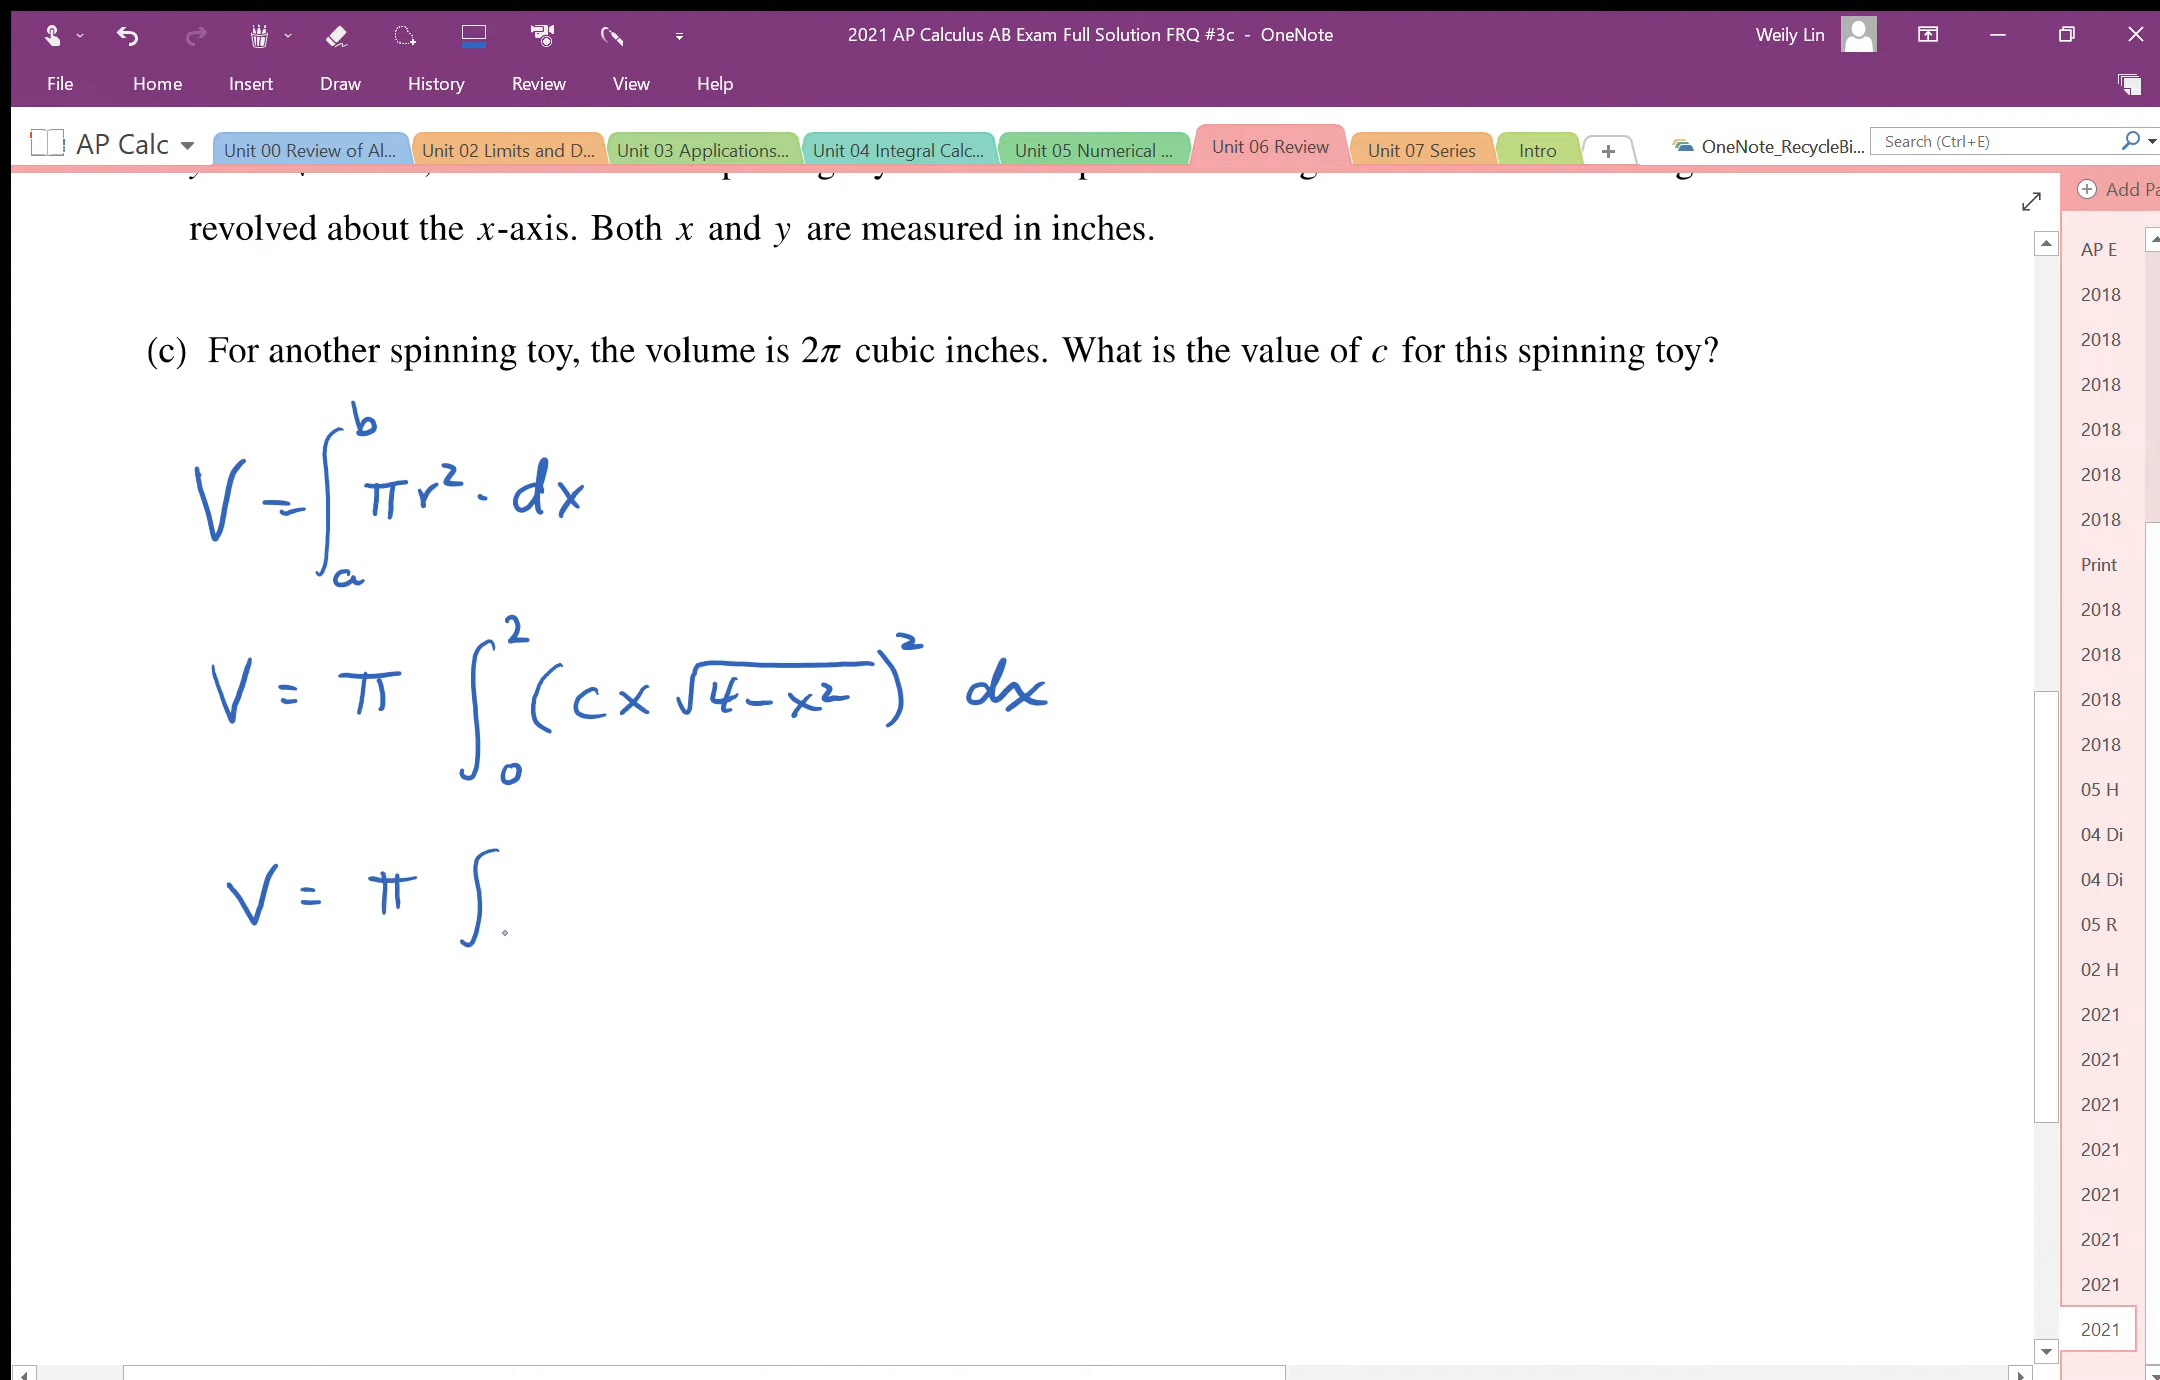 2021 AP Calculus AB Exam Full Solution FRQ #3c - OneNote
Weily Lin
File Home Insert Draw History Review View Help
AP Calc
Unit 00 Review of Al...
Unit 02 Limits and D...
Unit 03 Applications...
Unit 04 Integral Calc...
Unit 05 Numerical ...
Unit 06 Review
Unit 07 Series
Intro
+
OneNote_RecycleBi...
Search (Ctrl+E)
revolved about the x-axis. Both x and y are measured in inches.
(c) For another spinning toy, the volume is 2π cubic inches. What is the value of c for this spinning toy?
V = ∫_a^b πr² · dx
V = π ∫_0^2 (cx √(4-x²))² dx
V = π ∫
Add Pa
AP E
2018
2018
2018
2018
2018
2018
Print
2018
2018
2018
2018
05 H
04 Di
04 Di
05 R
02 H
2021
2021
2021
2021
2021
2021
2021
2021